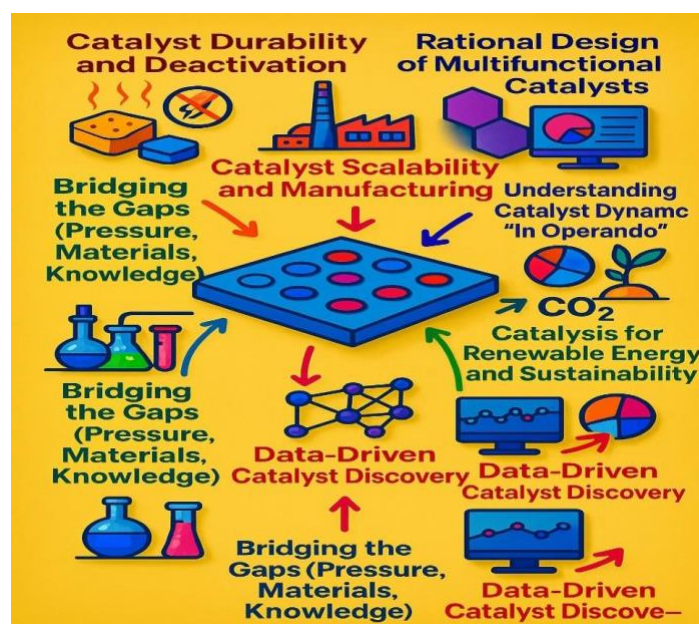 Catalyst Durability
and Deactivation
Rational Design
of Multifunctional
Catalysts
Catalyst Scalability
and Manufacturing
Bridging
the Gaps
(Pressure,
Materials,
Knowledge)
Understanding
Catalyst Dynamc
“In Operando”
CO₂
Catalysis for
Renewable Energy
and Sustainability
Bridging
the Gaps
(Pressure,
Materials,
Knowledge)
Data-Driven
Catalyst Discovery
Data-Driven
Catalyst Discovery
Bridging the
Gaps (Pressure,
Materials,
Knowledge)
Data-Driven
Catalyst Discove—